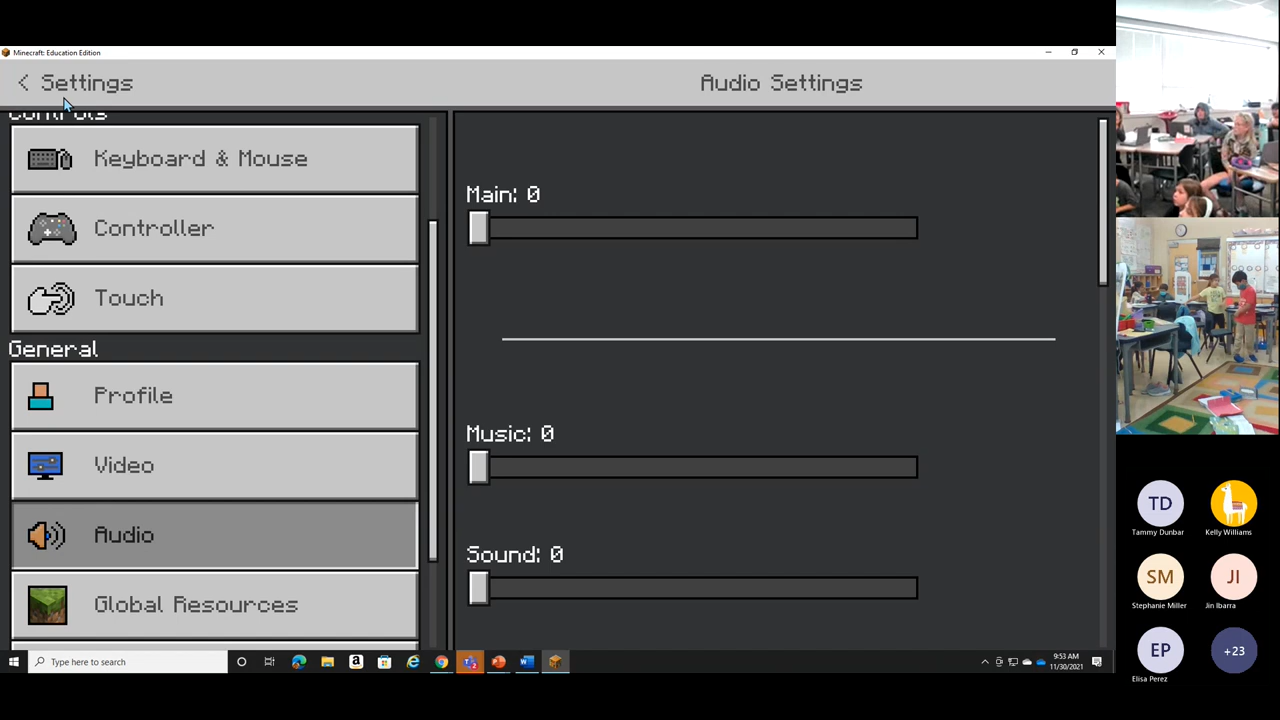 Minecraft: Education Edition
Settings
Audio Settings
Controls
Keyboard & Mouse
Controller
Touch
General
Profile
Video
Audio
Global Resources
Main: 0
Music: 0
Sound: 0
TD
Tammy Dunbar
Kelly Williams
SM
Stephanie Miller
JI
Jin Ibarra
EP
Elisa Perez
+23
Type here to search
9:53 AM
11/30/2021